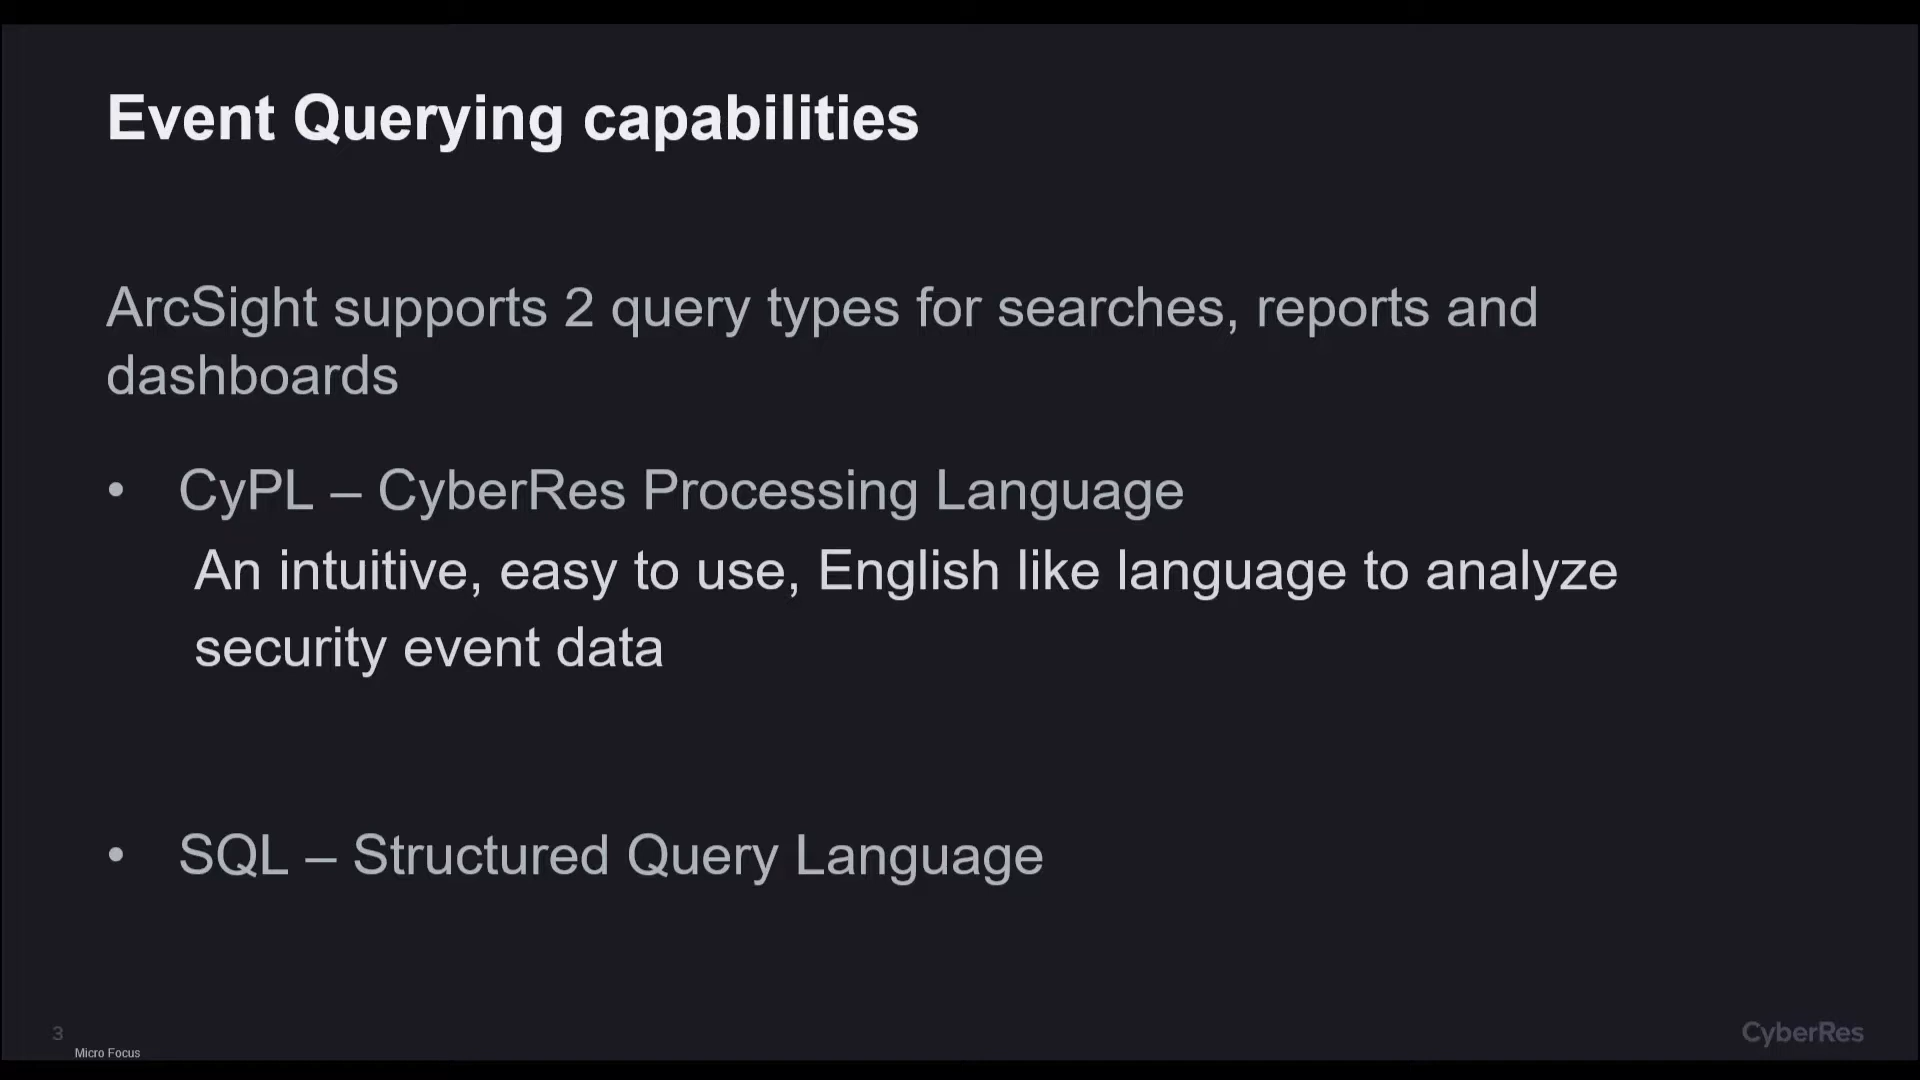 Event Querying capabilities
ArcSight supports 2 query types for searches, reports and
dashboards
• CyPL – CyberRes Processing Language
An intuitive, easy to use, English like language to analyze
security event data
• SQL – Structured Query Language
3
Micro Focus
CyberRes